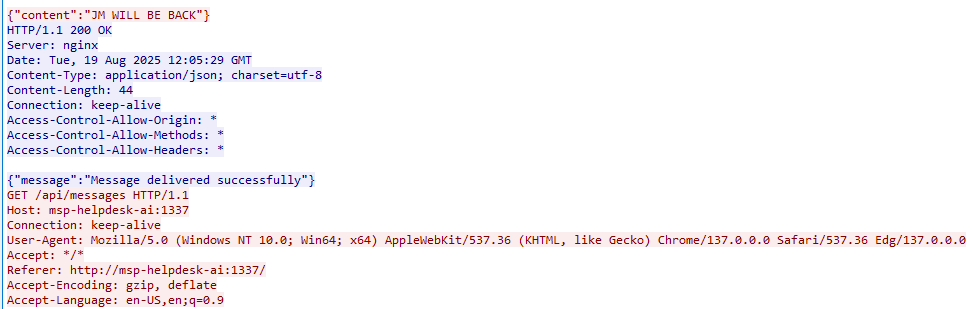 {"content":"JM WILL BE BACK"}
HTTP/1.1 200 OK
Server: nginx
Date: Tue, 19 Aug 2025 12:05:29 GMT
Content-Type: application/json; charset=utf-8
Content-Length: 44
Connection: keep-alive
Access-Control-Allow-Origin: *
Access-Control-Allow-Methods: *
Access-Control-Allow-Headers: *

{"message":"Message delivered successfully"}
GET /api/messages HTTP/1.1
Host: msp-helpdesk-ai:1337
Connection: keep-alive
User-Agent: Mozilla/5.0 (Windows NT 10.0; Win64; x64) AppleWebKit/537.36 (KHTML, like Gecko) Chrome/137.0.0.0 Safari/537.36 Edg/137.0.0.0
Accept: */*
Referer: http://msp-helpdesk-ai:1337/
Accept-Encoding: gzip, deflate
Accept-Language: en-US,en;q=0.9